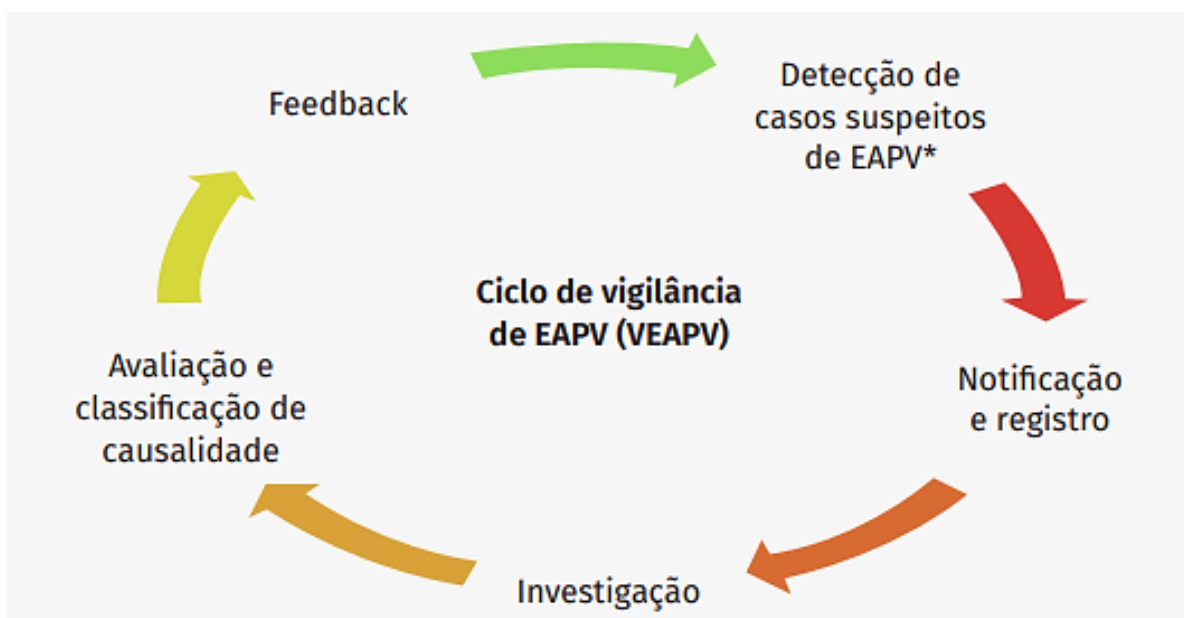 Feedback
Detecção de
casos suspeitos
de EAPV*
Ciclo de vigilância
de EAPV (VEAPV)
Notificação
e registro
Avaliação e
classificação de
causalidade
Investigação